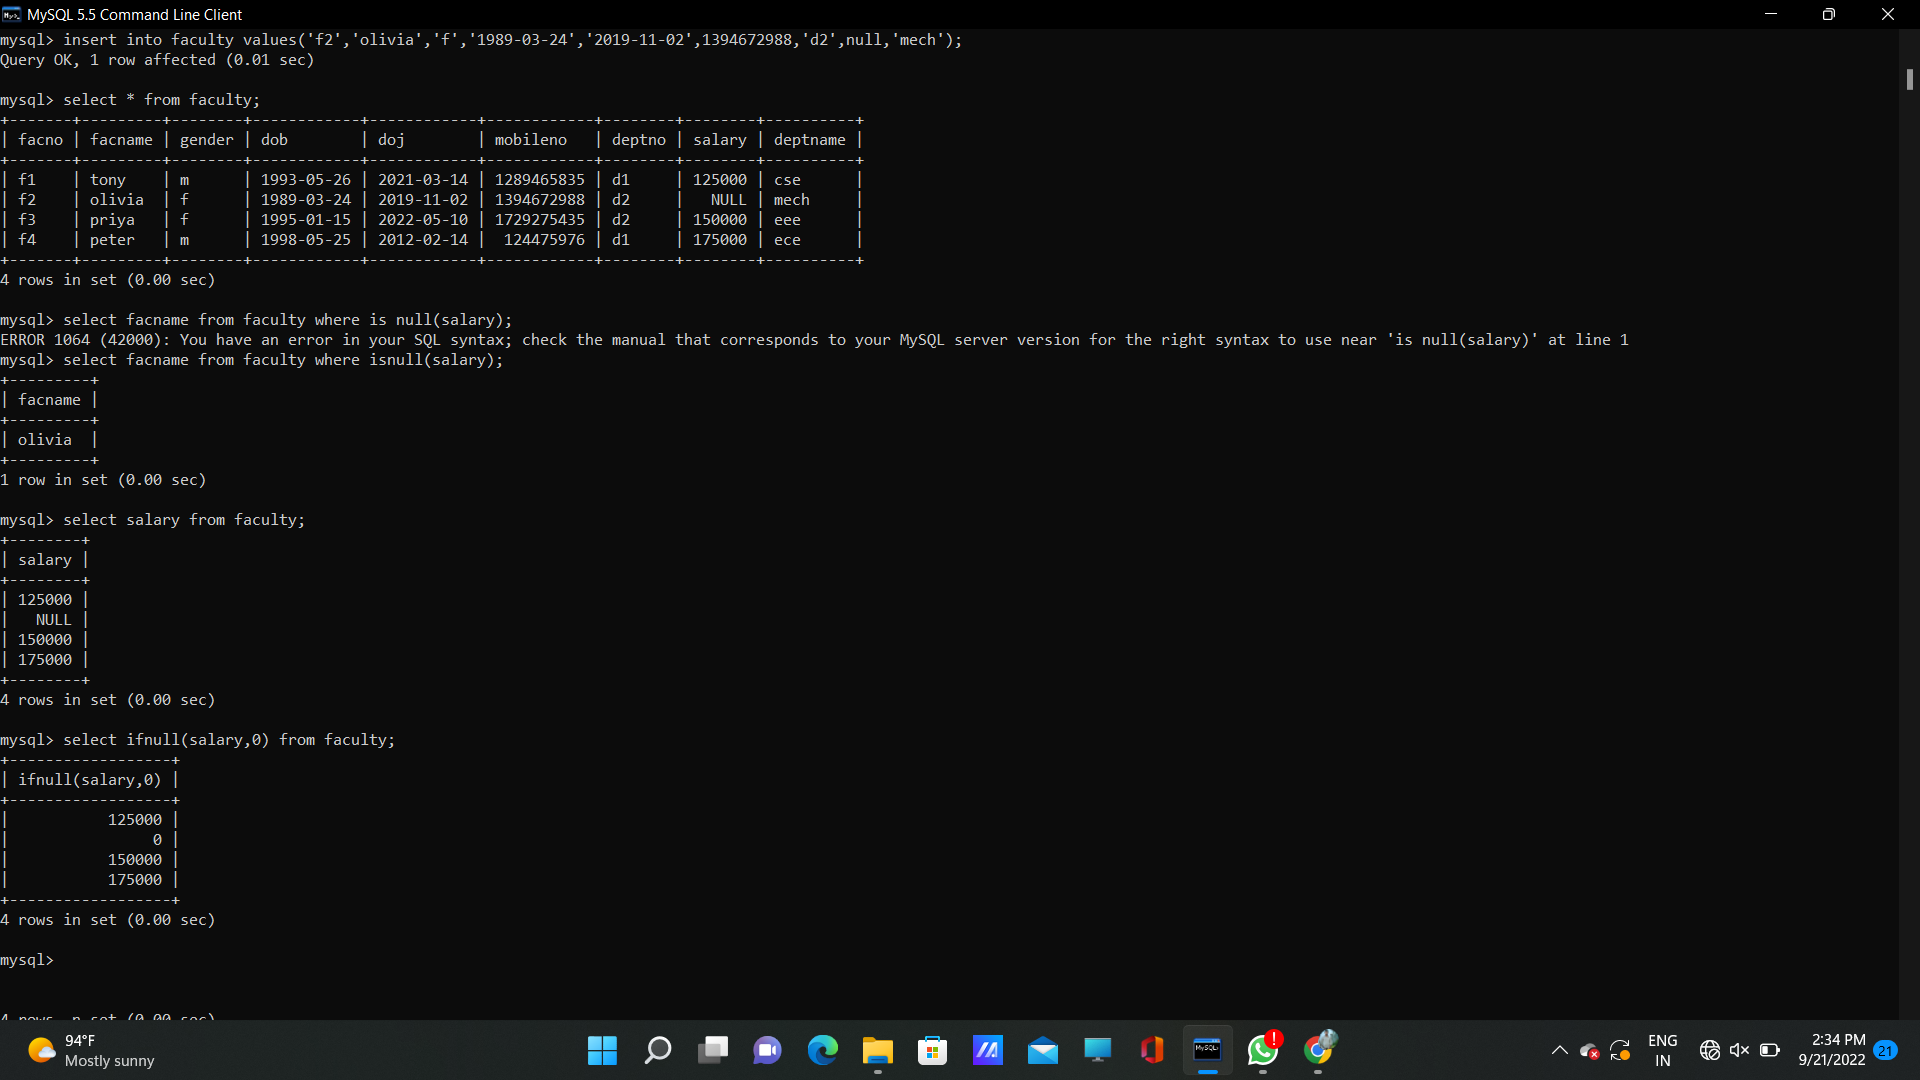 MySQL 5.5 Command Line Client
mysql> insert into faculty values('f2','olivia','f','1989-03-24','2019-11-02',1394672988,'d2',null,'mech');
Query OK, 1 row affected (0.01 sec)
mysql> select * from faculty;
+-------+---------+--------+------------+------------+------------+--------+--------+----------+
| facno | facname | gender | dob        | doj        | mobileno   | deptno | salary | deptname |
+-------+---------+--------+------------+------------+------------+--------+--------+----------+
| f1    | tony    | m      | 1993-05-26 | 2021-03-14 | 1289465835 | d1     | 125000 | cse      |
| f2    | olivia  | f      | 1989-03-24 | 2019-11-02 | 1394672988 | d2     |   NULL | mech     |
| f3    | priya   | f      | 1995-01-15 | 2022-05-10 | 1729275435 | d2     | 150000 | eee      |
| f4    | peter   | m      | 1998-05-25 | 2012-02-14 |  124475976 | d1     | 175000 | ece      |
+-------+---------+--------+------------+------------+------------+--------+--------+----------+
4 rows in set (0.00 sec)
mysql> select facname from faculty where is null(salary);
ERROR 1064 (42000): You have an error in your SQL syntax; check the manual that corresponds to your MySQL server version for the right syntax to use near 'is null(salary)' at line 1
mysql> select facname from faculty where isnull(salary);
+---------+
| facname |
+---------+
| olivia  |
+---------+
1 row in set (0.00 sec)
mysql> select salary from faculty;
+--------+
| salary |
+--------+
| 125000 |
|   NULL |
| 150000 |
| 175000 |
+--------+
4 rows in set (0.00 sec)
mysql> select ifnull(salary,0) from faculty;
+------------------+
| ifnull(salary,0) |
+------------------+
|           125000 |
|                0 |
|           150000 |
|           175000 |
+------------------+
4 rows in set (0.00 sec)
mysql>
4 rows  n set (0.00 sec)
94°F
Mostly sunny
MySQL
ENG
IN
2:34 PM
9/21/2022
21